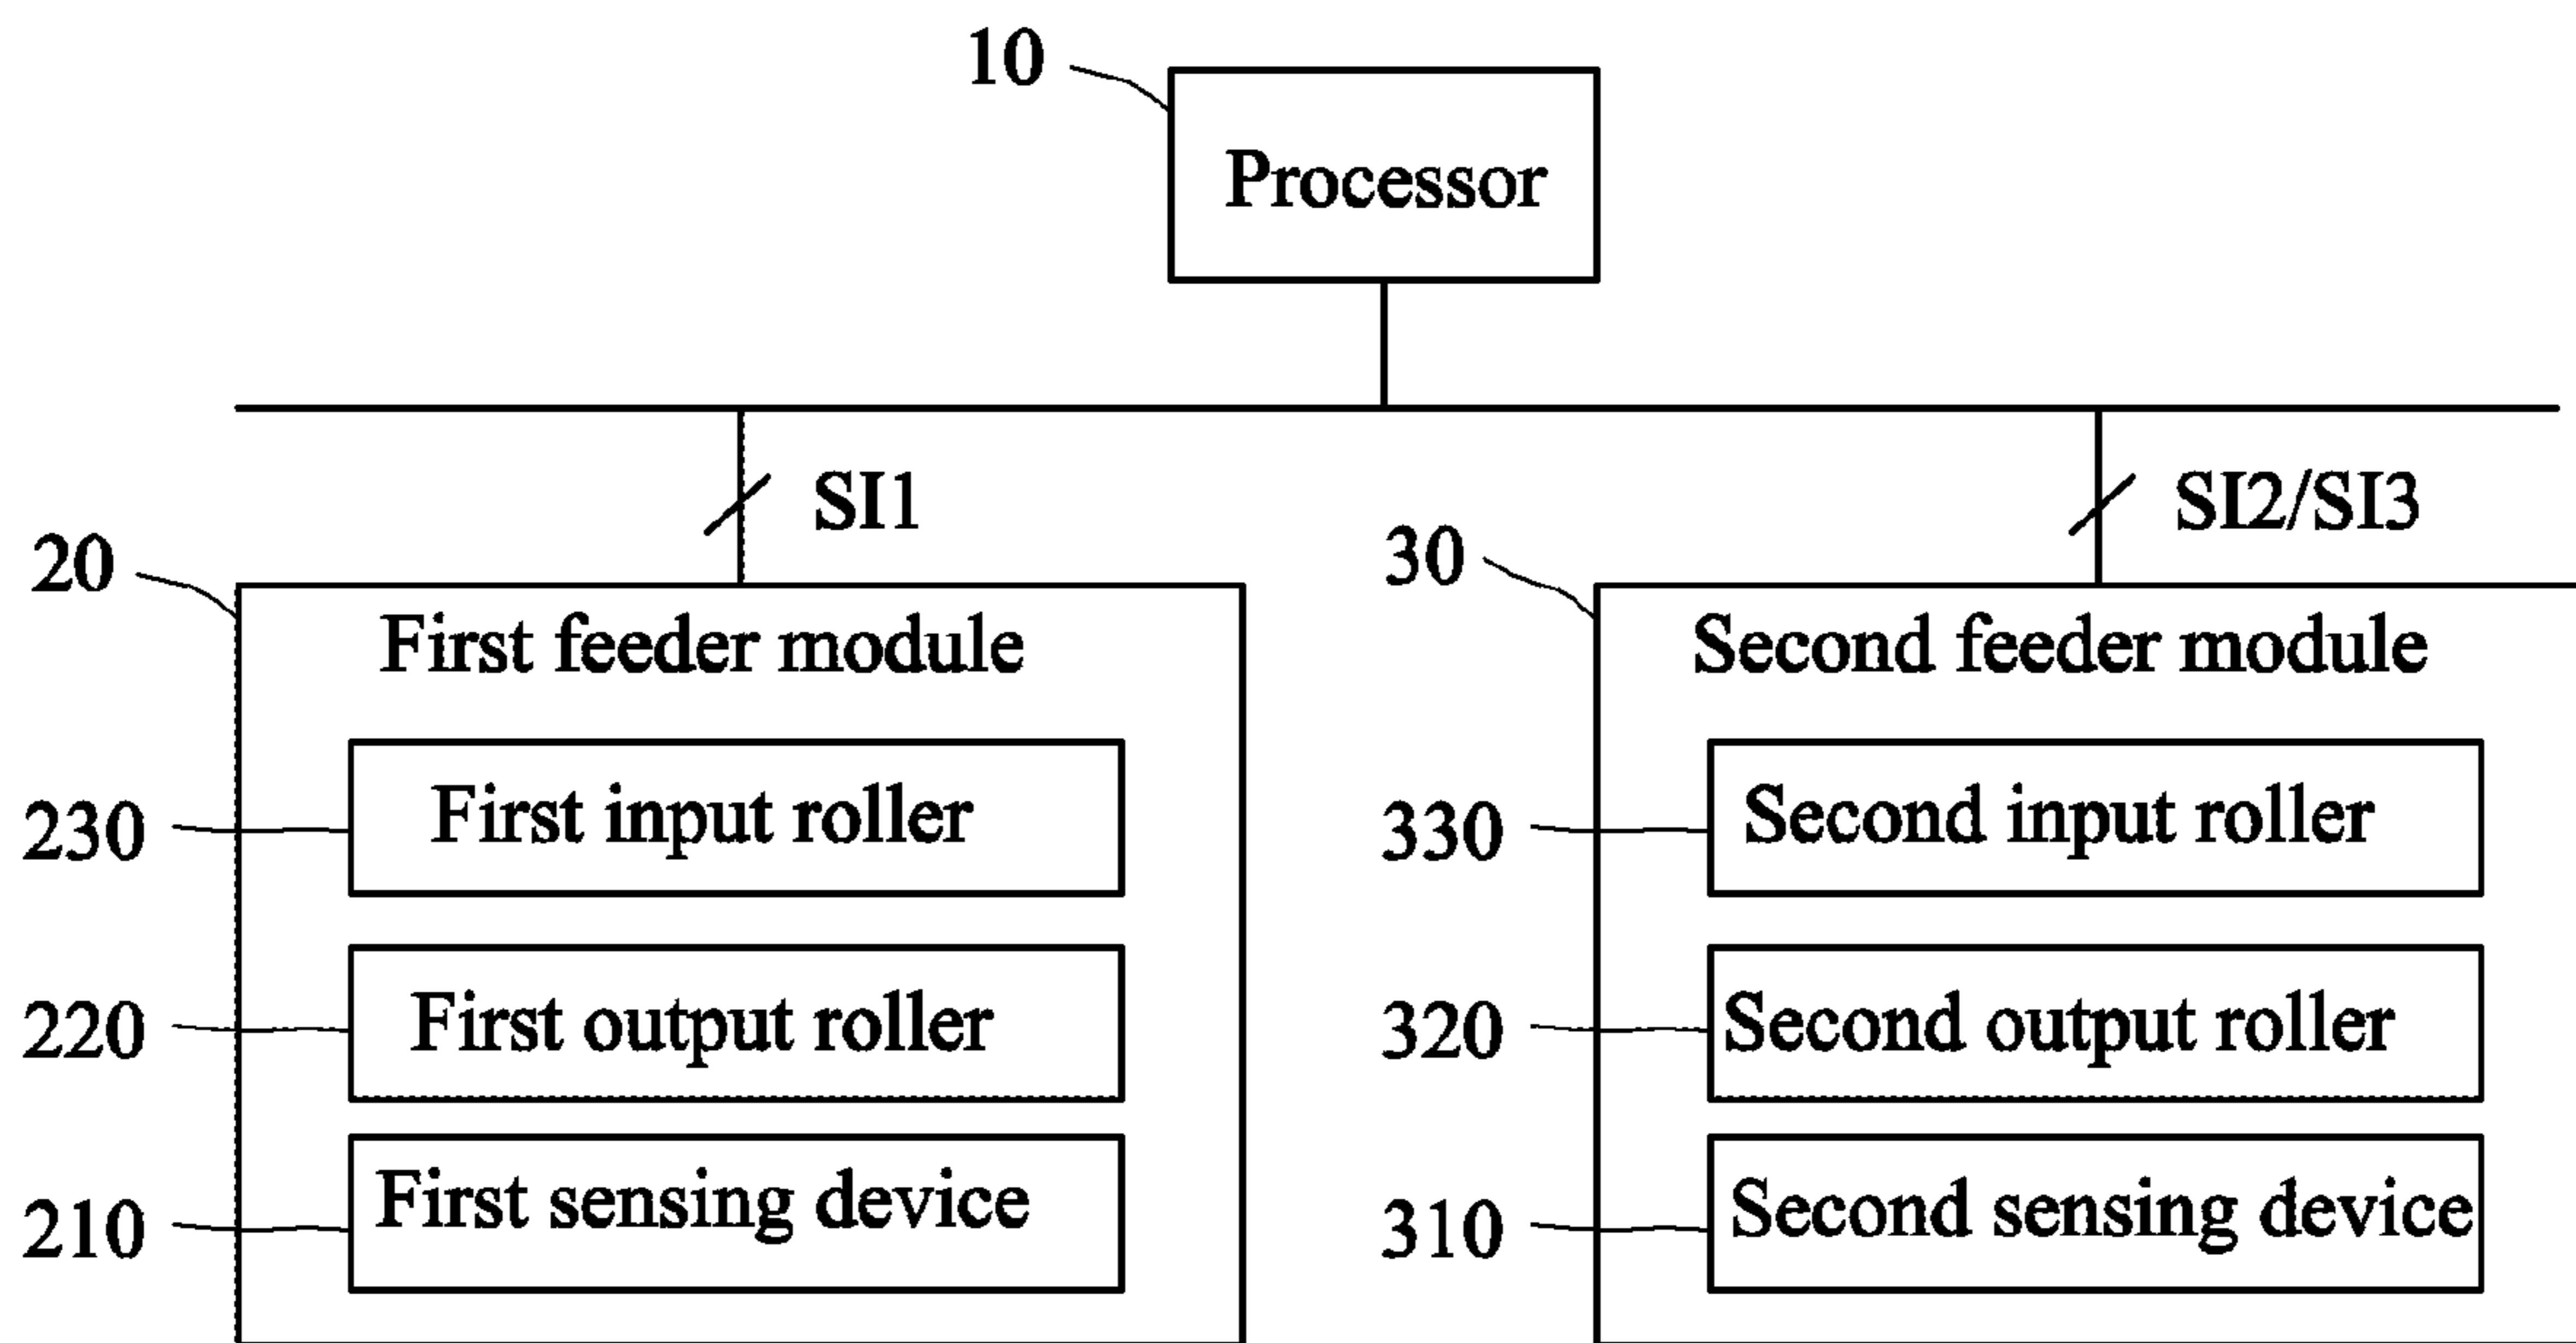 10
Processor
SI1
SI2/SI3
20
First feeder module
230
First input roller
220
First output roller
210
First sensing device
30
Second feeder module
330
Second input roller
320
Second output roller
310
Second sensing device